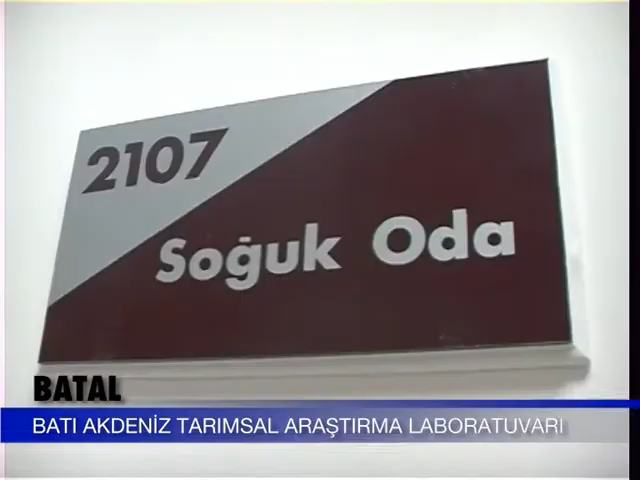 2107
Soğuk Oda
BATAL
BATI AKDENİZ TARIMSAL ARAŞTIRMA LABORATUVARI